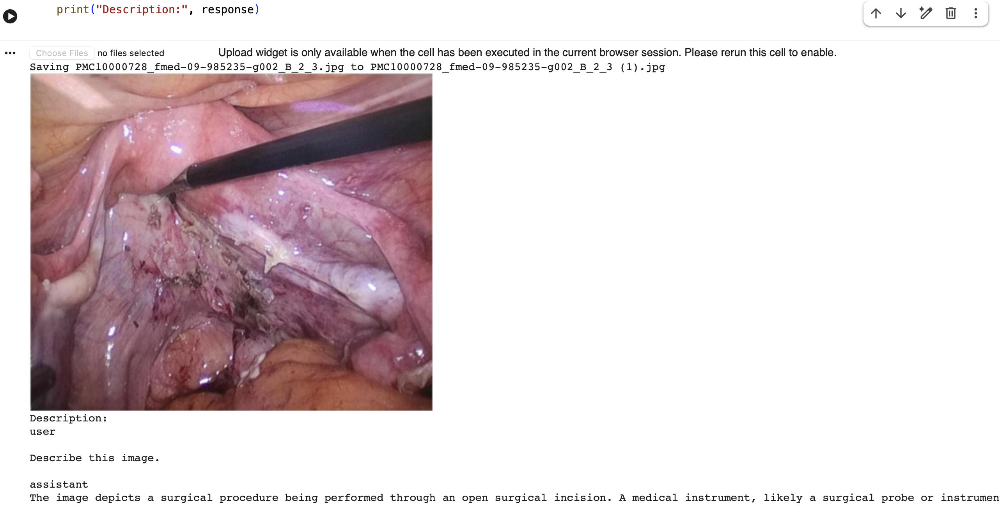 print("Description:", response)
Choose Files no files selected Upload widget is only available when the cell has been executed in the current browser session. Please rerun this cell to enable.
Saving PMC10000728_fmed-09-985235-g002_B_2_3.jpg to PMC10000728_fmed-09-985235-g002_B_2_3 (1).jpg
Description:
user
Describe this image.
assistant
The image depicts a surgical procedure being performed through an open surgical incision. A medical instrument, likely a surgical probe or